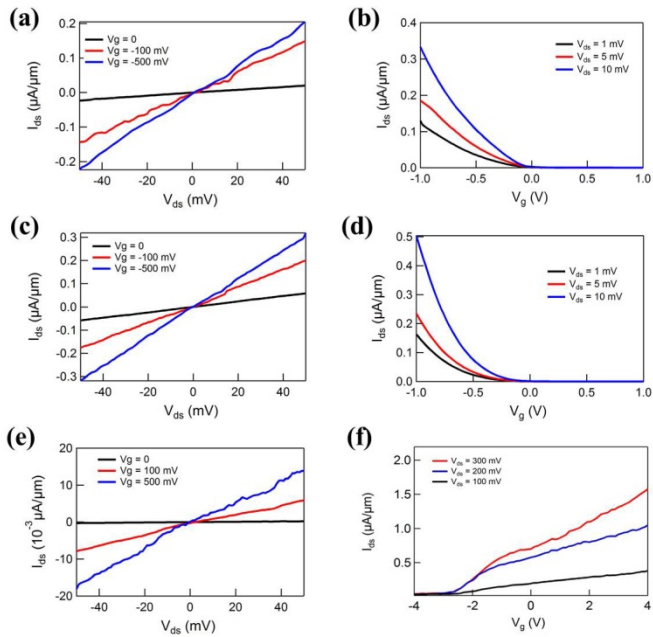 (a)
Vg = 0
Vg = -100 mV
Vg = -500 mV
0.2
0.1
0.0
-0.1
-0.2
-40 -20 0 20 40
Ids (µA/µm)
Vds (mV)
(b)
Vds = 1 mV
Vds = 5 mV
Vds = 10 mV
0.4
0.3
0.2
0.1
0.0
-1.0 -0.5 0.0 0.5 1.0
Ids (µA/µm)
Vg (V)
(c)
Vg = 0
Vg = -100 mV
Vg = -500 mV
0.3
0.2
0.1
0.0
-0.1
-0.2
-0.3
-40 -20 0 20 40
Ids (µA/µm)
Vds (mV)
(d)
Vds = 1 mV
Vds = 5 mV
Vds = 10 mV
0.5
0.4
0.3
0.2
0.1
0.0
-1.0 -0.5 0.0 0.5 1.0
Ids (µA/µm)
Vg (V)
(e)
Vg = 0
Vg = 100 mV
Vg = 500 mV
20
10
0
-10
20
-40 -20 0 20 40
Ids (10-3 µA/µm)
Vds (mV)
(f)
Vds = 300 mV
Vds = 200 mV
Vds = 100 mV
2.0
1.5
1.0
0.5
-4 -2 0 2 4
Ids (µA/µm)
Vg (V)